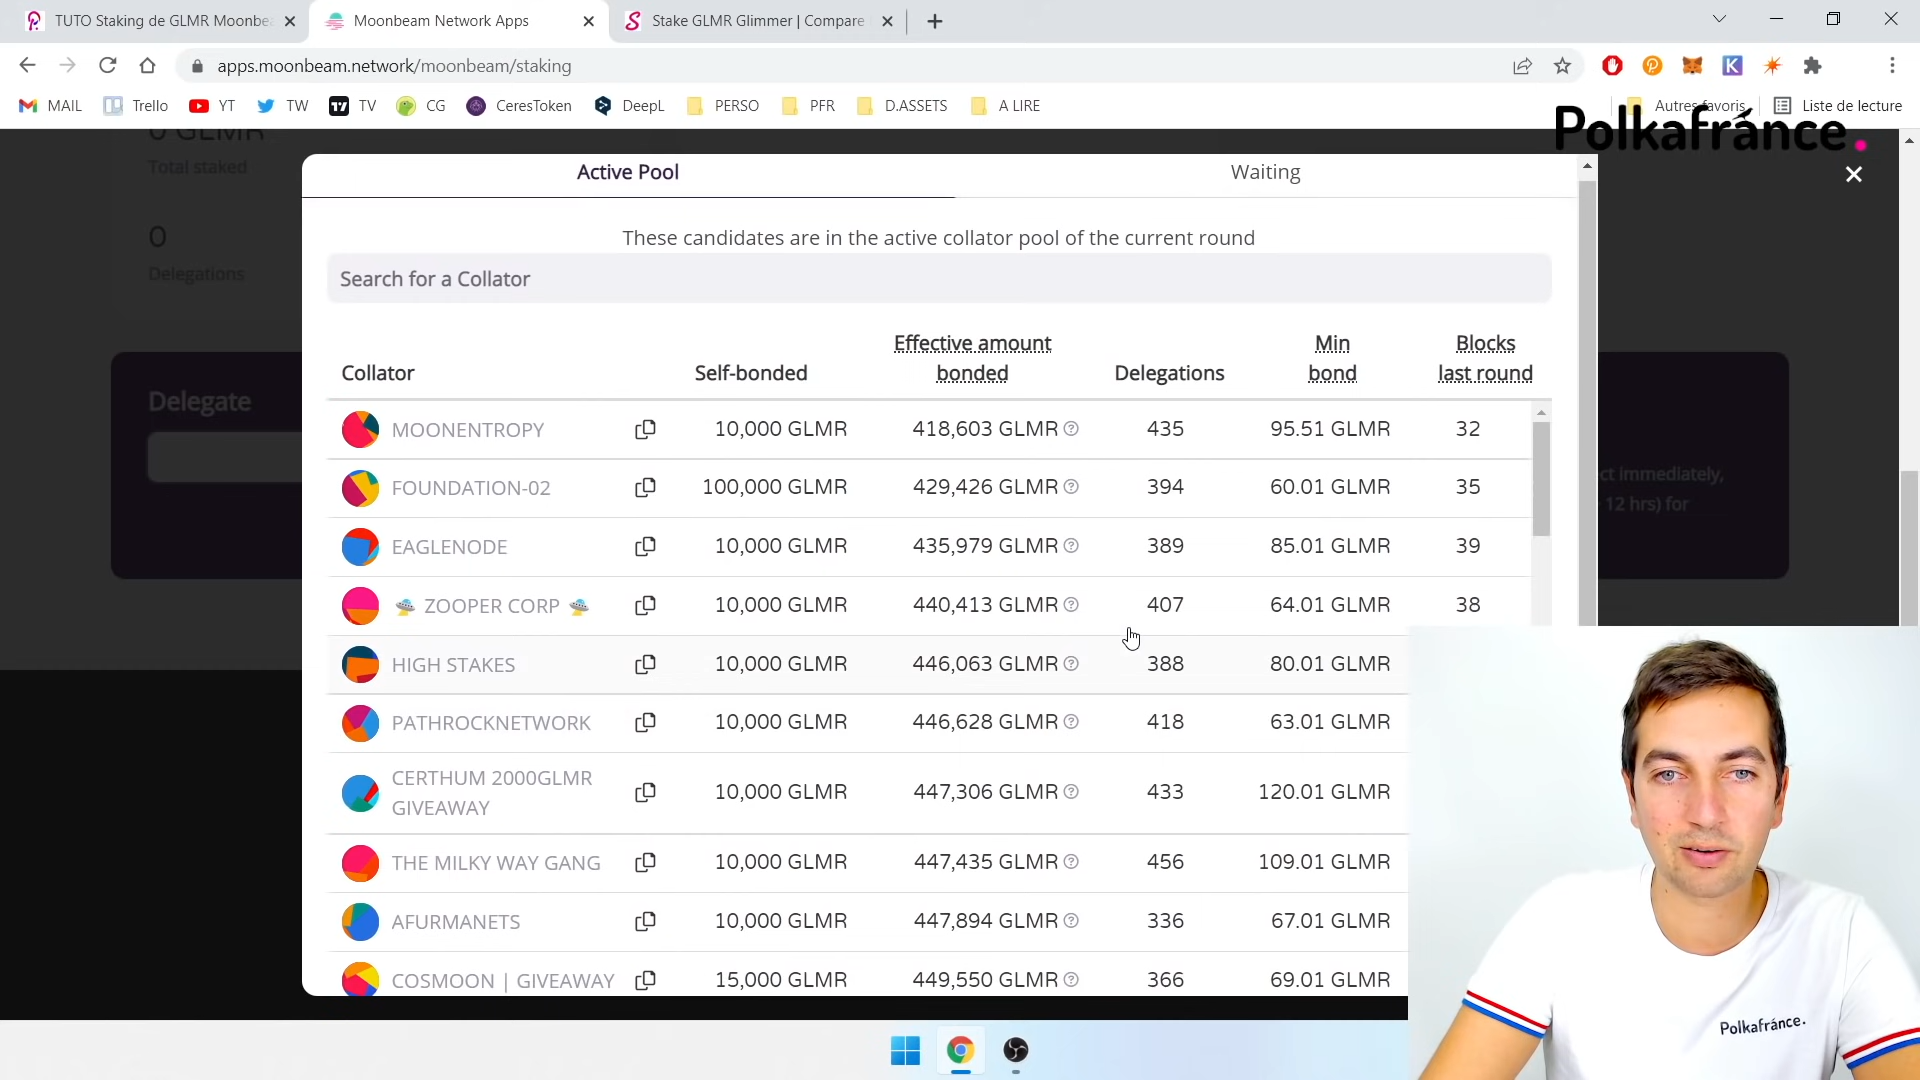 TUTO Staking de GLMR Moonbe
Moonbeam Network Apps
Stake GLMR Glimmer | Compare
apps.moonbeam.network/moonbeam/staking
MAIL
Trello
YT
TW
TV
CG
CeresToken
DeepL
PERSO
PFR
D.ASSETS
A LIRE
Autres favoris
Liste de lecture
Polkafránce.
0 GLMR
Total staked
0
Delegations
Delegate
Active Pool
Waiting
These candidates are in the active collator pool of the current round
Search for a Collator
Collator Self-bonded Effective amount bonded Delegations Min bond Blocks last round
MOONENTROPY 10,000 GLMR 418,603 GLMR 435 95.51 GLMR 32
FOUNDATION-02 100,000 GLMR 429,426 GLMR 394 60.01 GLMR 35
EAGLENODE 10,000 GLMR 435,979 GLMR 389 85.01 GLMR 39
🛸 ZOOPER CORP 🛸 10,000 GLMR 440,413 GLMR 407 64.01 GLMR 38
HIGH STAKES 10,000 GLMR 446,063 GLMR 388 80.01 GLMR
PATHROCKNETWORK 10,000 GLMR 446,628 GLMR 418 63.01 GLMR
CERTHUM 2000GLMR GIVEAWAY 10,000 GLMR 447,306 GLMR 433 120.01 GLMR
THE MILKY WAY GANG 10,000 GLMR 447,435 GLMR 456 109.01 GLMR
AFURMANETS 10,000 GLMR 447,894 GLMR 336 67.01 GLMR
COSMOON | GIVEAWAY 15,000 GLMR 449,550 GLMR 366 69.01 GLMR
ct immediately,
12 hrs) for
Polkafránce.